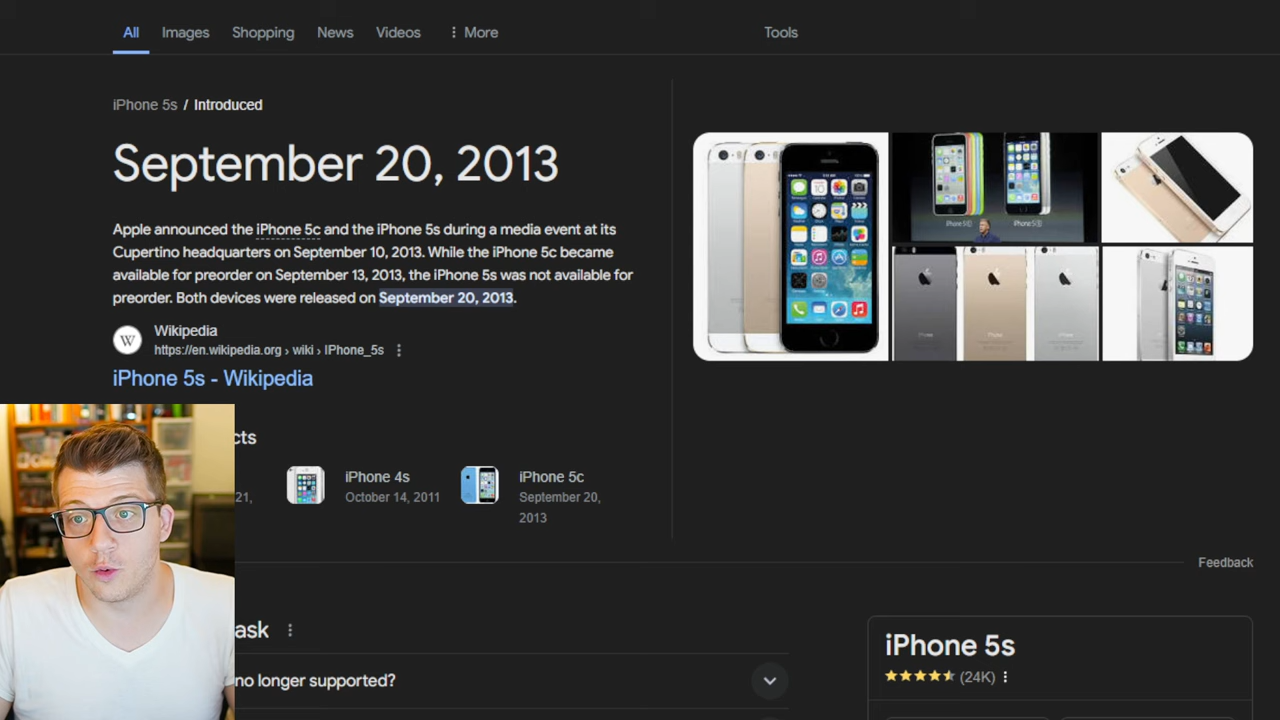 All Images Shopping News Videos More Tools
iPhone 5s / Introduced
September 20, 2013
Apple announced the iPhone 5c and the iPhone 5s during a media event at its
Cupertino headquarters on September 10, 2013. While the iPhone 5c became
available for preorder on September 13, 2013, the iPhone 5s was not available for
preorder. Both devices were released on September 20, 2013.
W
Wikipedia
https://en.wikipedia.org › wiki › IPhone_5s
iPhone 5s - Wikipedia
cts
21,
iPhone 4s
October 14, 2011
iPhone 5c
September 20,
2013
Feedback
ask
no longer supported?
iPhone 5s
(24K)